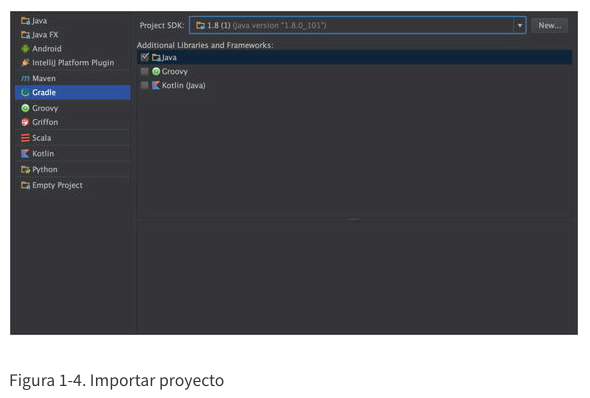 Java
Java FX
Android
IntelliJ Platform Plugin
Maven
Gradle
Groovy
Griffon
Scala
Kotlin
Python
Empty Project
Project SDK: 1.8 (1) (java version "1.8.0_101") New...
Additional Libraries and Frameworks:
Java
Groovy
Kotlin (Java)
Figura 1-4. Importar proyecto